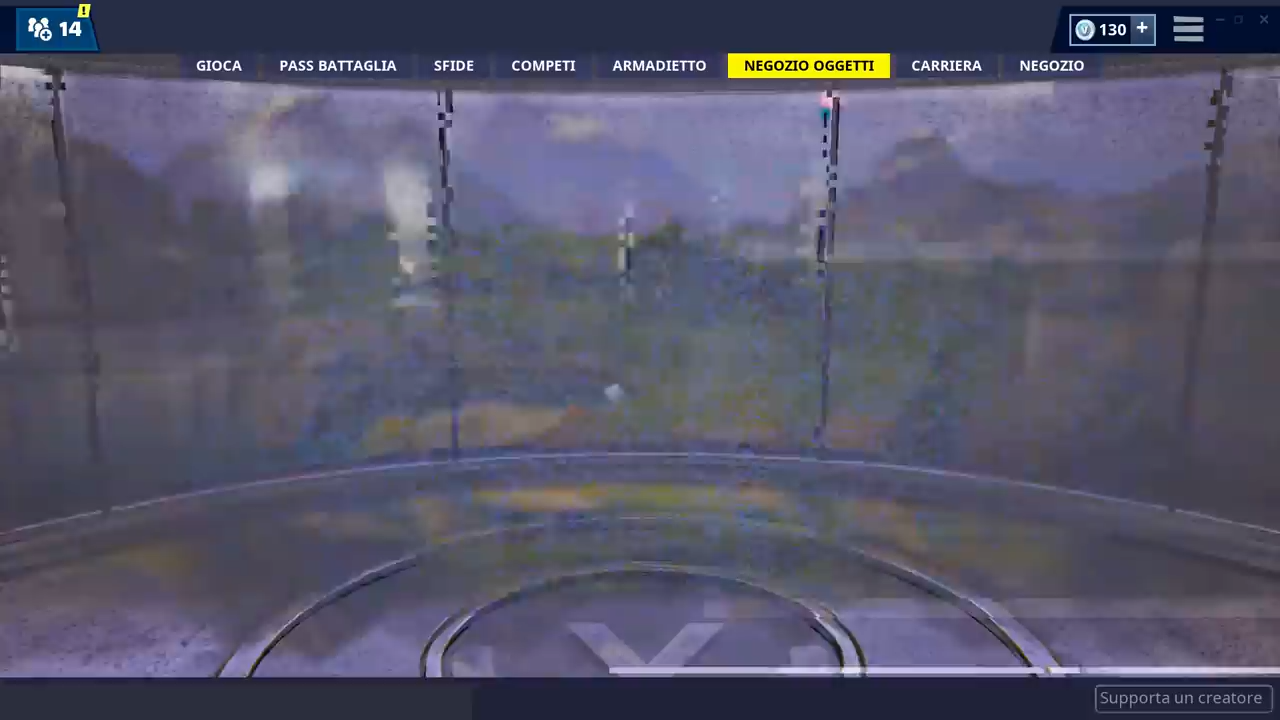 14
!
130 +
GIOCA
PASS BATTAGLIA
SFIDE
COMPETI
ARMADIETTO
NEGOZIO OGGETTI
CARRIERA
NEGOZIO
Supporta un creatore